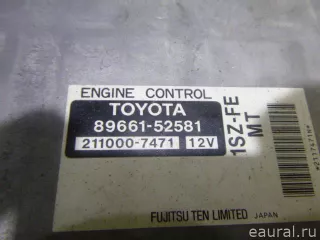 ENGINE CONTROL
TOYOTA
89661-52581
211000-7471 12V
1SZ-FE
MT
FUJITSU TEN LIMITED JAPAN
eaural.ru